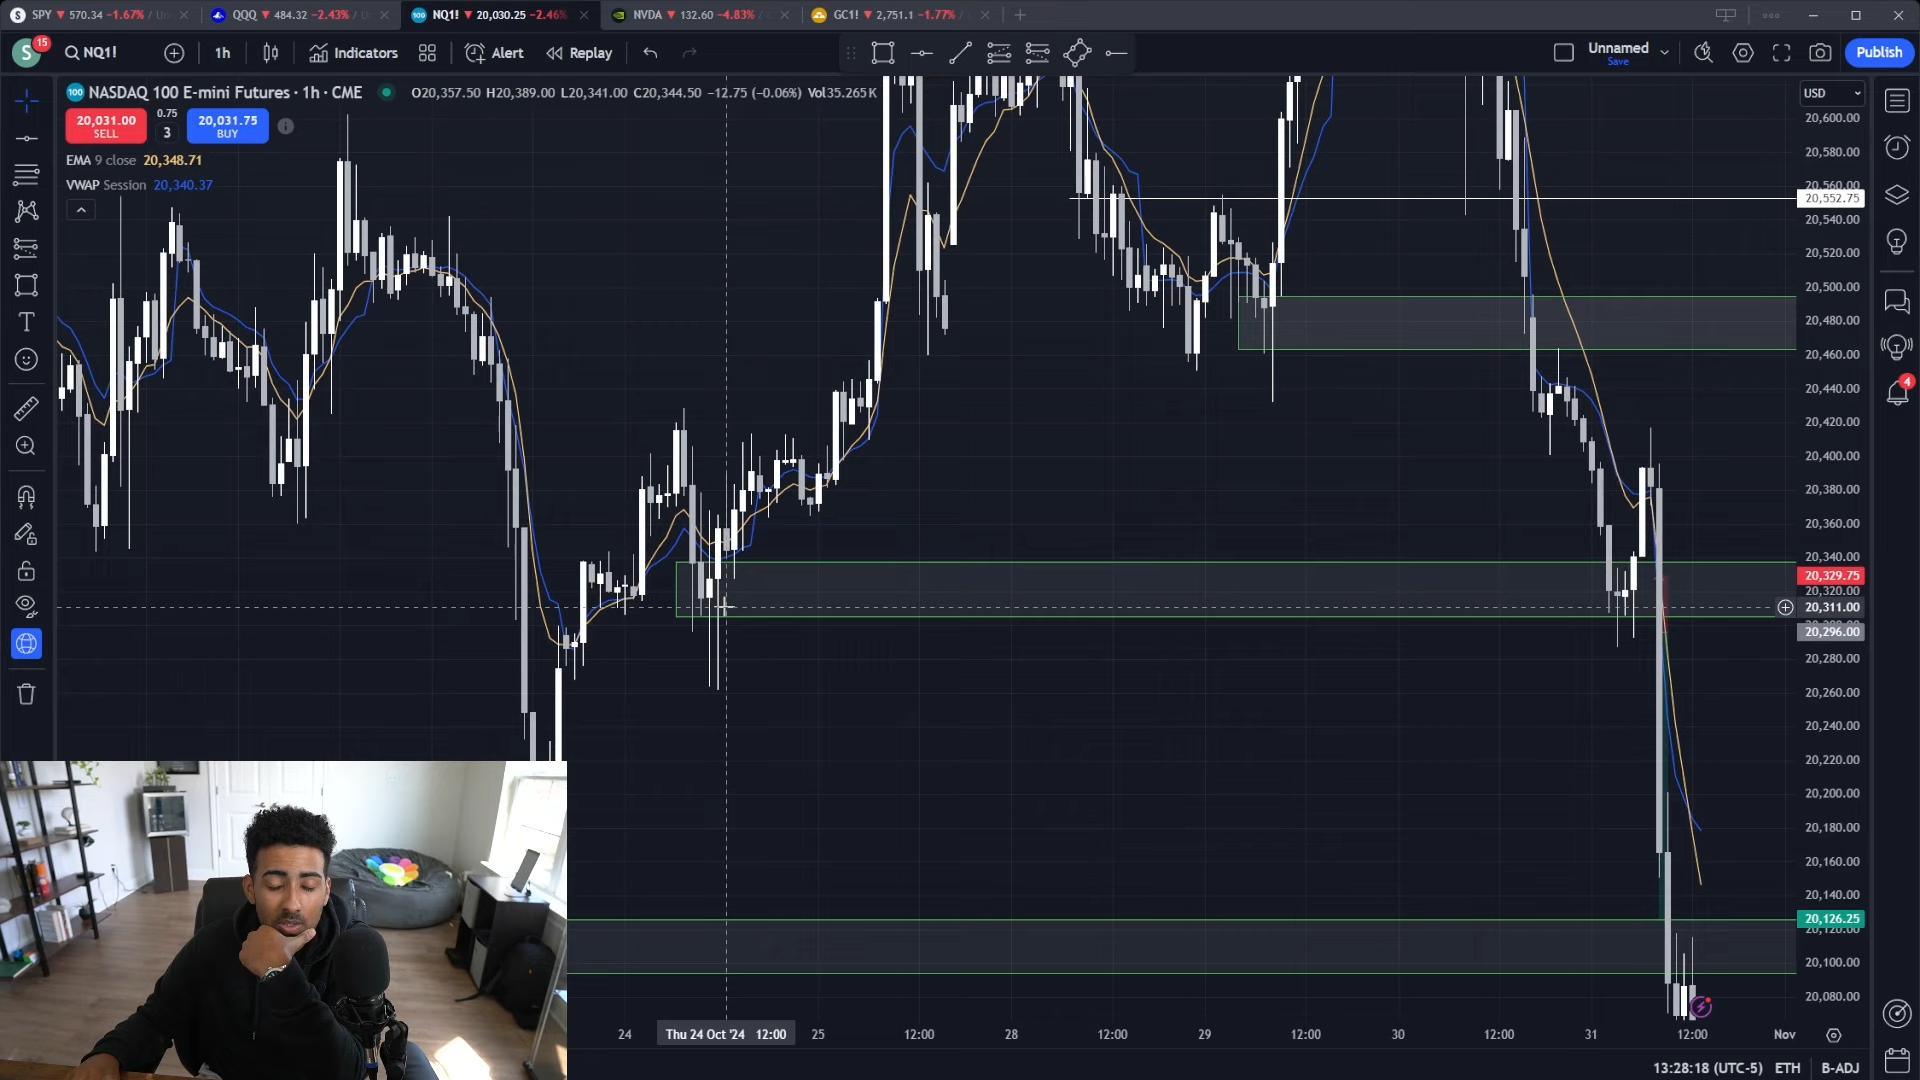 SPY ▼ 570.34 −1.67% / Un
QQQ ▼ 484.32 −2.43% / U
NQ1! ▼ 20,030.25 −2.46%
NVDA ▼ 132.60 −4.83% /
GC1! ▼ 2,751.1 −1.77% /
S 15
NQ1!
1h
Indicators
Alert
Replay
Unnamed
Save
Publish
100 NASDAQ 100 E-mini Futures · 1h · CME
O20,357.50 H20,389.00 L20,341.00 C20,344.50 −12.75 (−0.06%) Vol35.265K
USD
20,031.00
SELL
0.75
3
20,031.75
BUY
EMA 9 close 20,348.71
VWAP Session 20,340.37
4
20,600.00
20,580.00
20,560.00
20,552.75
20,540.00
20,520.00
20,500.00
20,480.00
20,460.00
20,440.00
20,420.00
20,400.00
20,380.00
20,360.00
20,340.00
20,329.75
20,320.00
20,311.00
20,296.00
20,280.00
20,260.00
20,240.00
20,220.00
20,200.00
20,180.00
20,160.00
20,140.00
20,126.25
20,120.00
20,100.00
20,080.00
24
Thu 24 Oct '24 12:00
25
12:00
28
12:00
29
12:00
30
12:00
31
12:00
Nov
13:28:18 (UTC-5) ETH B-ADJ